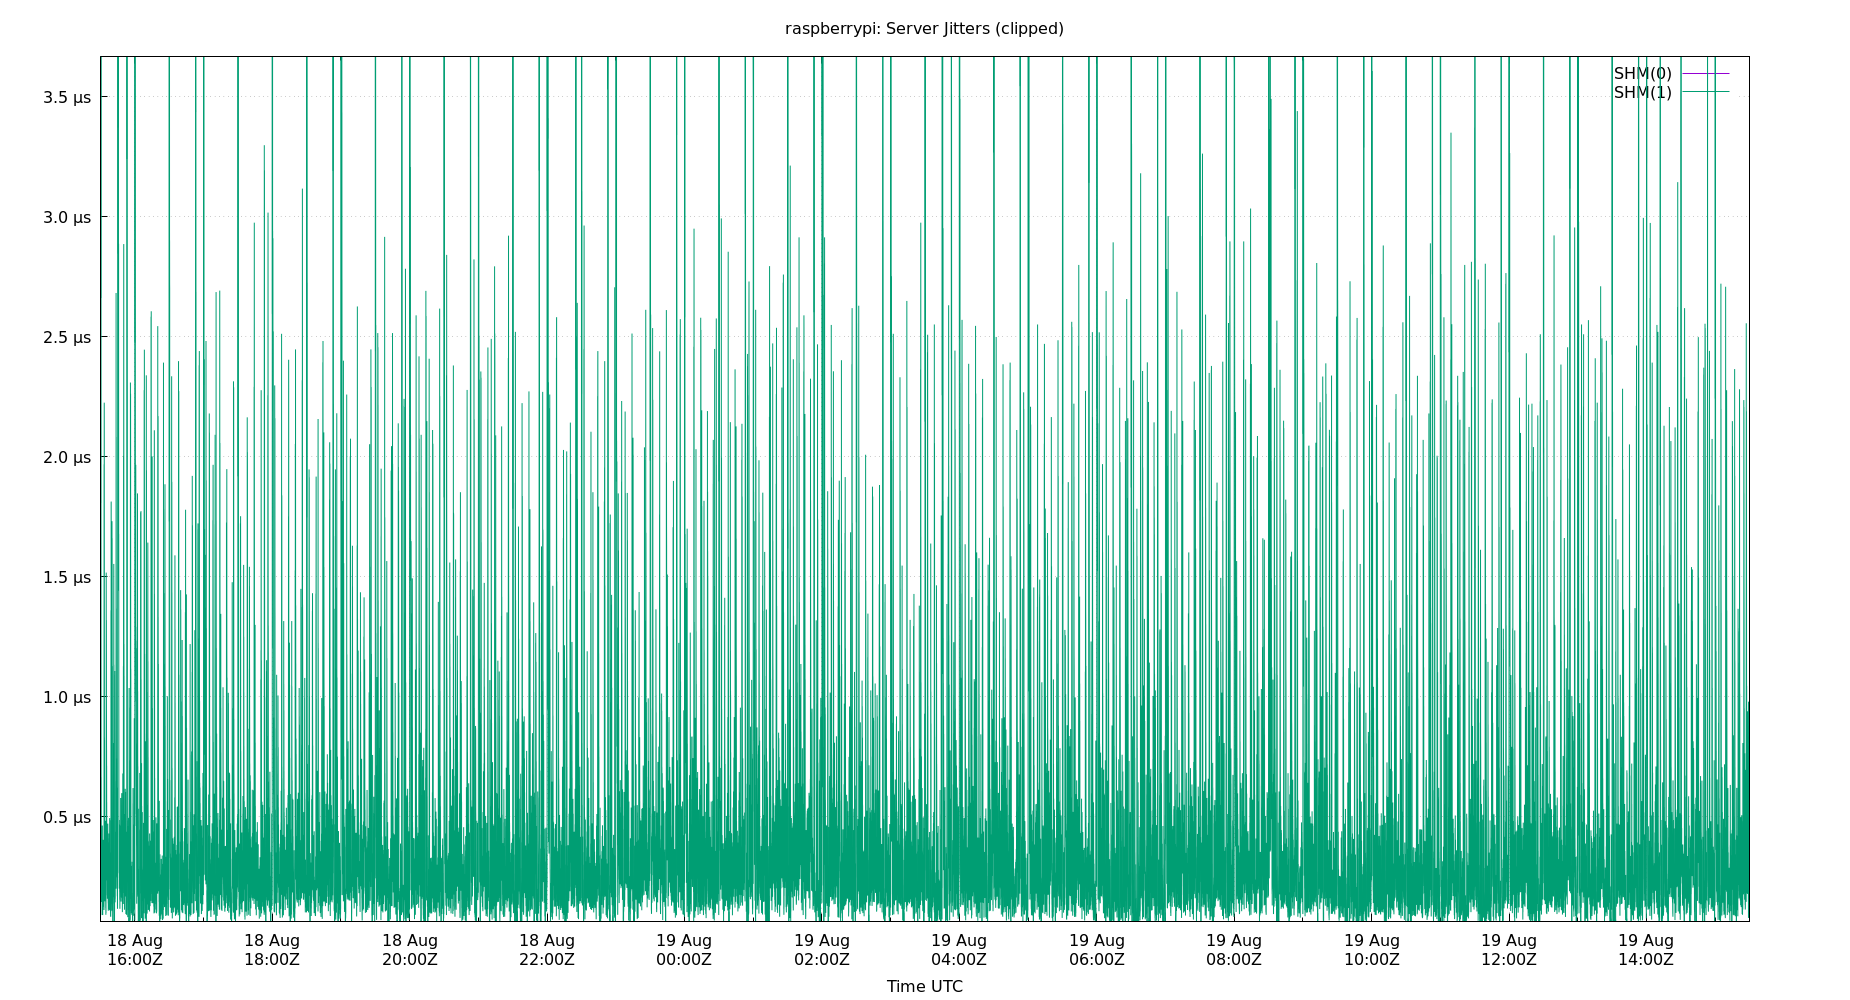 raspberrypi: Server Jitters (clipped)
SHM(0)
SHM(1)
3.5 μs
3.0 μs
2.5 μs
2.0 μs
1.5 μs
1.0 μs
0.5 μs
18 Aug 18 Aug 18 Aug 18 Aug 19 Aug 19 Aug 19 Aug 19 Aug 19 Aug 19 Aug 19 Aug 19 Aug
16:00Z 18:00Z 20:00Z 22:00Z 00:00Z 02:00Z 04:00Z 06:00Z 08:00Z 10:00Z 12:00Z 14:00Z
Time UTC